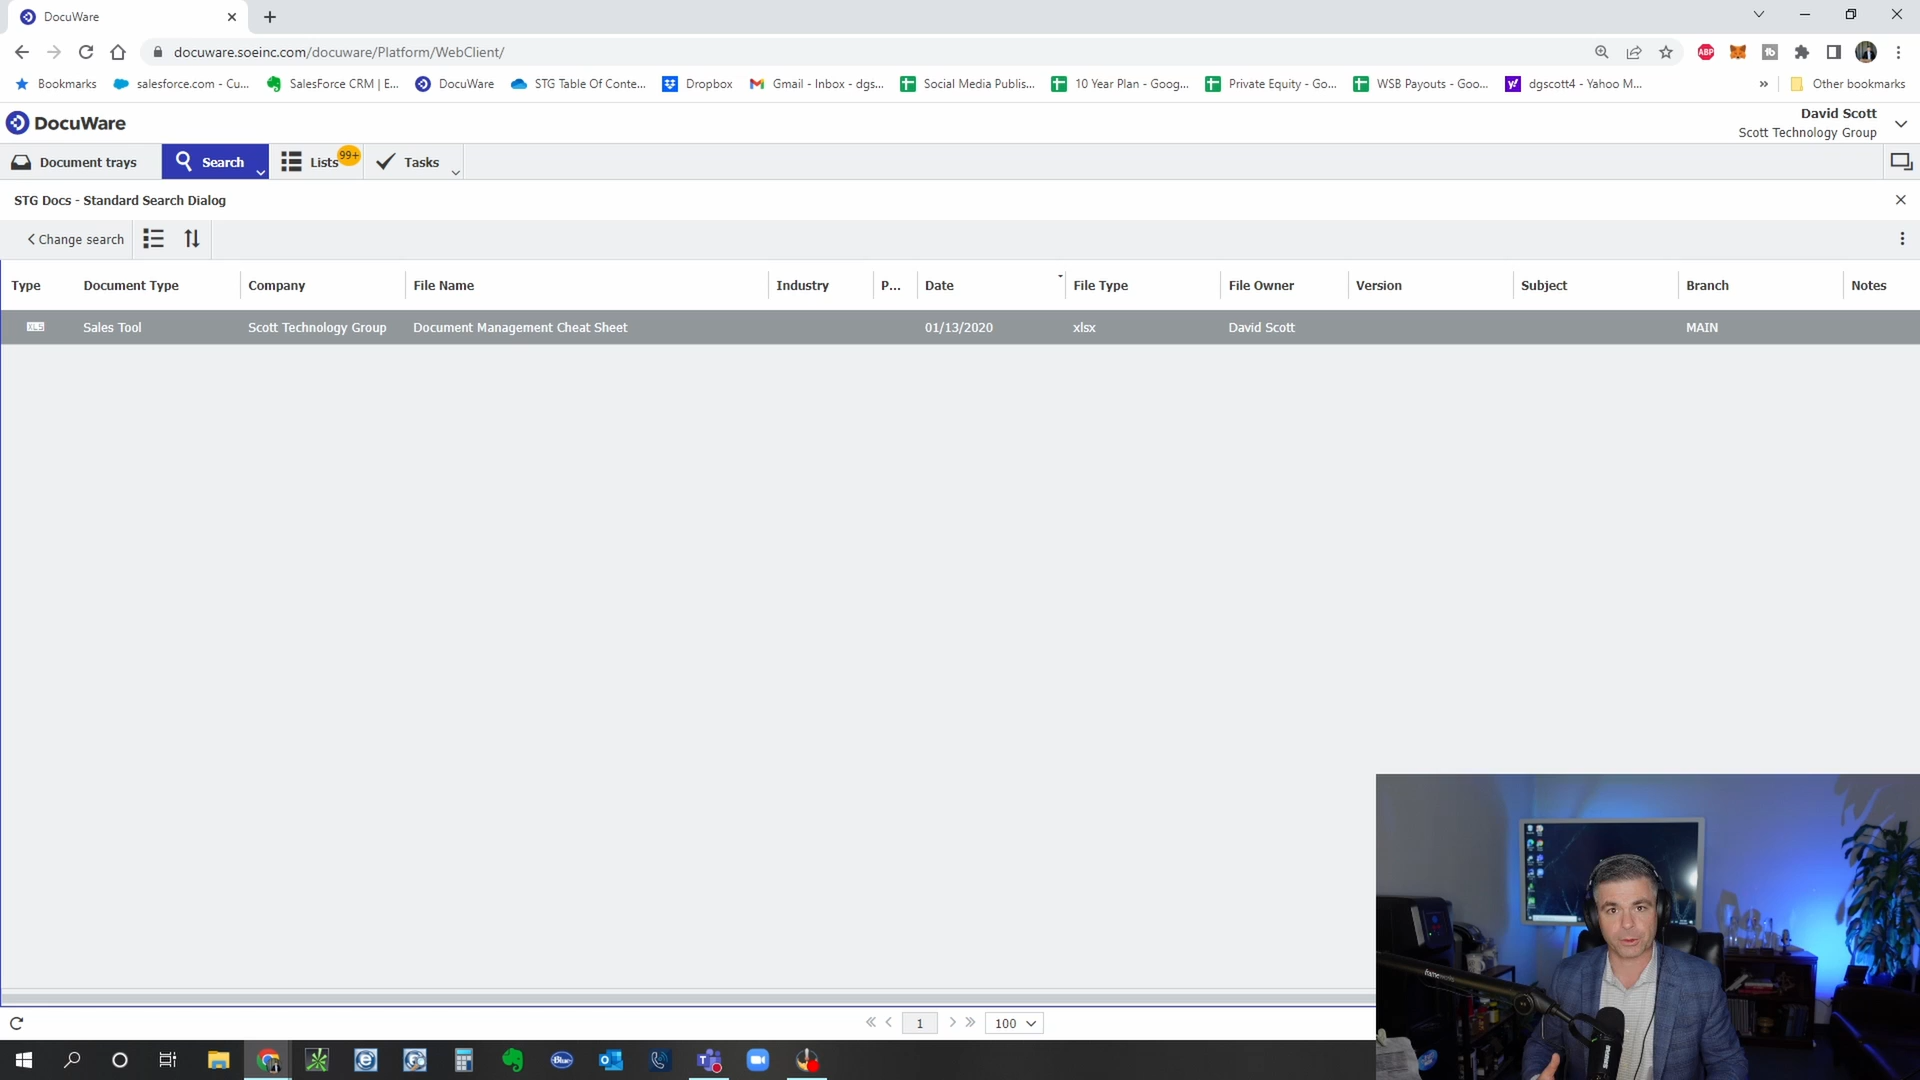 DocuWare
docuware.soeinc.com/docuware/Platform/WebClient/
ABP
Bookmarks
salesforce.com - Cu...
SalesForce CRM | E...
DocuWare
STG Table Of Conte...
Dropbox
Gmail - Inbox - dgs...
Social Media Publis...
10 Year Plan - Goog...
Private Equity - Go...
WSB Payouts - Goo...
dgscott4 - Yahoo M...
»
Other bookmarks
DocuWare
David Scott
Scott Technology Group
Document trays
Search
Lists
99+
Tasks
STG Docs - Standard Search Dialog
Change search
Type
Document Type
Company
File Name
Industry
P...
Date
File Type
File Owner
Version
Subject
Branch
Notes
XLS
Sales Tool
Scott Technology Group
Document Management Cheat Sheet
01/13/2020
xlsx
David Scott
MAIN
1
100
Blue